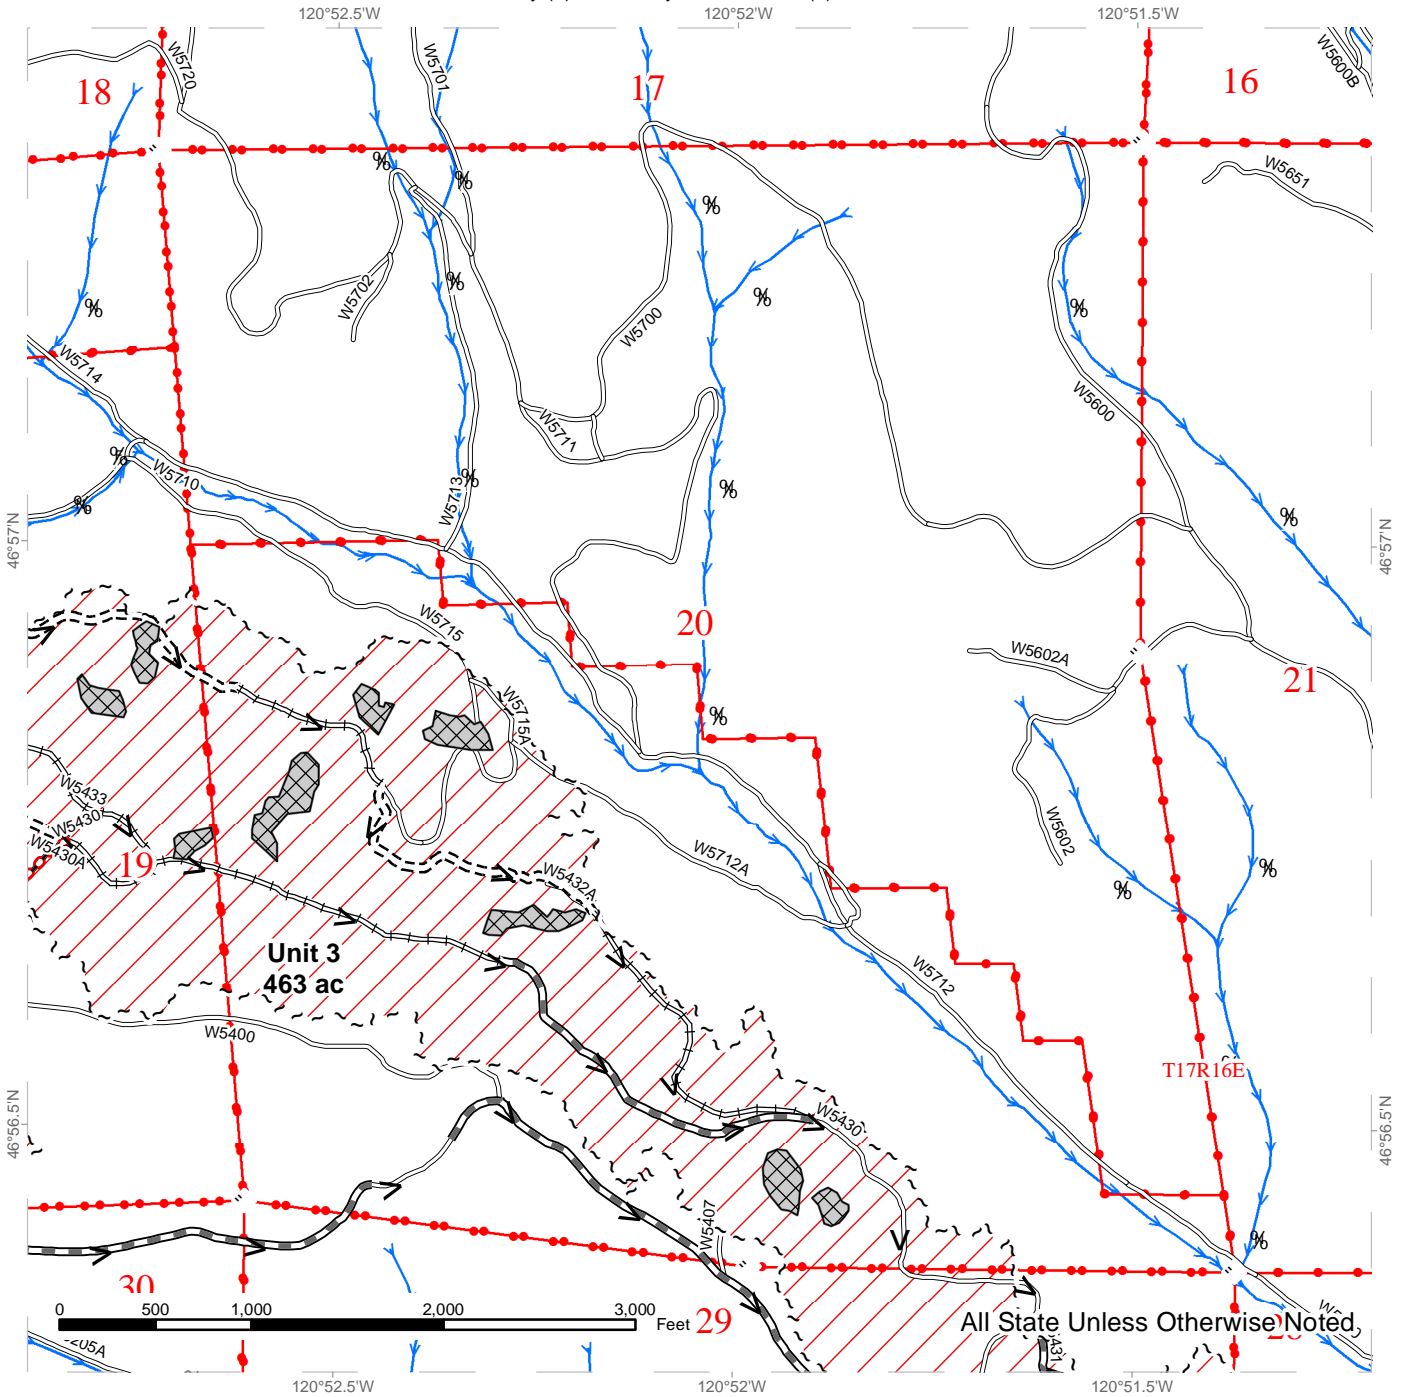 120°52.5'W
120°52'W
120°51.5'W
W5720
W5701
W5600B
18
17
16
W5651
%
%
%
W5702
%
%
%
%
W5700
W5714
W5600
W5711
%
W5710
%
W5713
%
%
%
46°57'N
46°57'N
W5715
20
W5602A
21
W5715A
%
W5433
W5430
W5430A
19
W5602
W5712A
%
%
W5432A
Unit 3
463 ac
W5712
W5400
T17R16E
46°56.5'N
46°56.5'N
W5430
W5407
%
30
0
500
1,000
2,000
3,000
Feet
29
All State Unless Otherwise Noted
205A
120°52.5'W
120°52'W
120°51.5'W